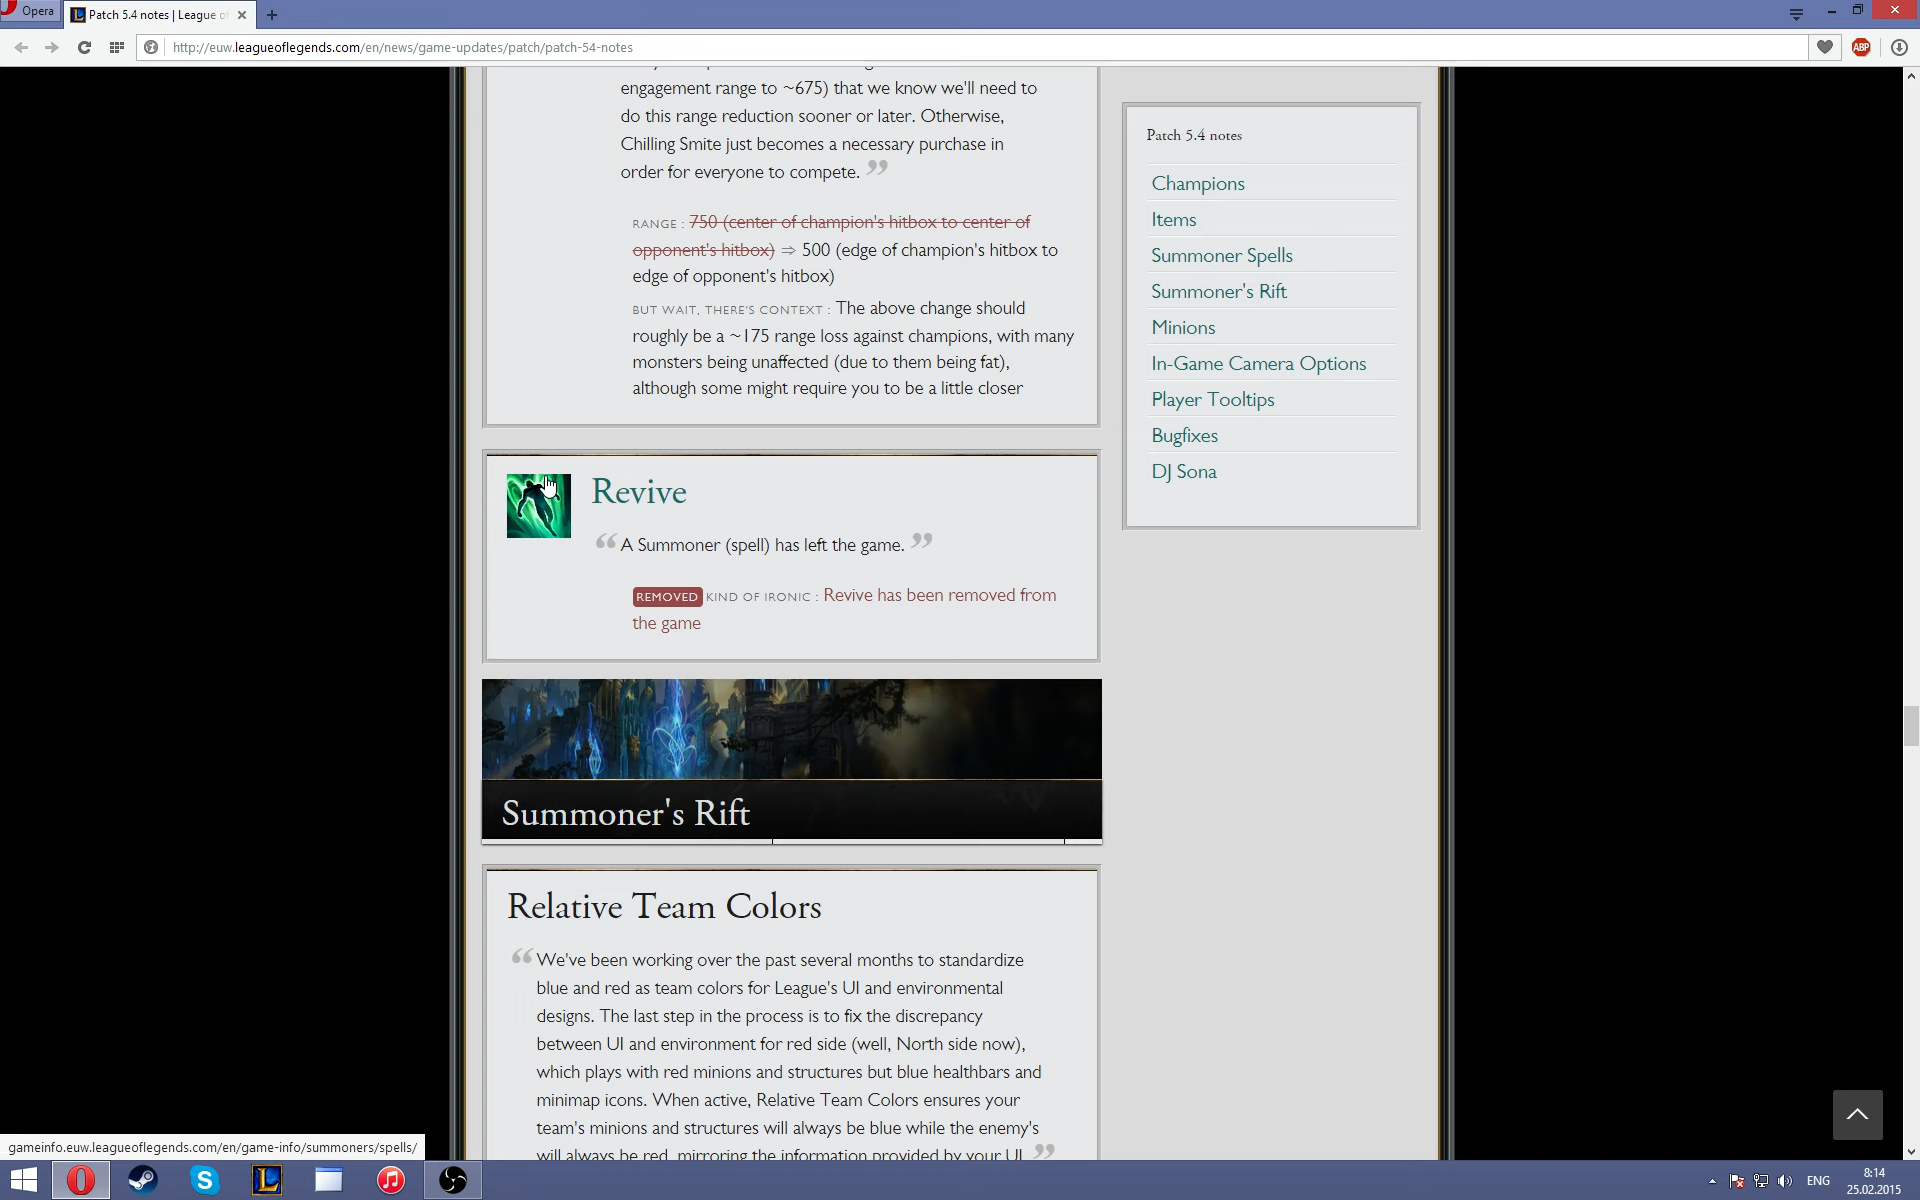 Opera
Patch 5.4 notes | League of
http://euw.leagueoflegends.com/en/news/game-updates/patch/patch-54-notes
ABP
engagement range to ~675) that we know we'll need to
do this range reduction sooner or later. Otherwise,
Chilling Smite just becomes a necessary purchase in
order for everyone to compete. ”
RANGE : 750 (center of champion's hitbox to center of
opponent's hitbox) ⇒ 500 (edge of champion's hitbox to
edge of opponent's hitbox)
BUT WAIT, THERE'S CONTEXT : The above change should
roughly be a ~175 range loss against champions, with many
monsters being unaffected (due to them being fat),
although some might require you to be a little closer
Revive
“ A Summoner (spell) has left the game. ”
REMOVED KIND OF IRONIC : Revive has been removed from
the game
Summoner's Rift
Relative Team Colors
“ We've been working over the past several months to standardize
blue and red as team colors for League's UI and environmental
designs. The last step in the process is to fix the discrepancy
between UI and environment for red side (well, North side now),
which plays with red minions and structures but blue healthbars and
minimap icons. When active, Relative Team Colors ensures your
team's minions and structures will always be blue while the enemy's
will always be red, mirroring the information provided by your UI. ”
Patch 5.4 notes
Champions
Items
Summoner Spells
Summoner's Rift
Minions
In-Game Camera Options
Player Tooltips
Bugfixes
DJ Sona
gameinfo.euw.leagueoflegends.com/en/game-info/summoners/spells/
ENG
8:14
25.02.2015